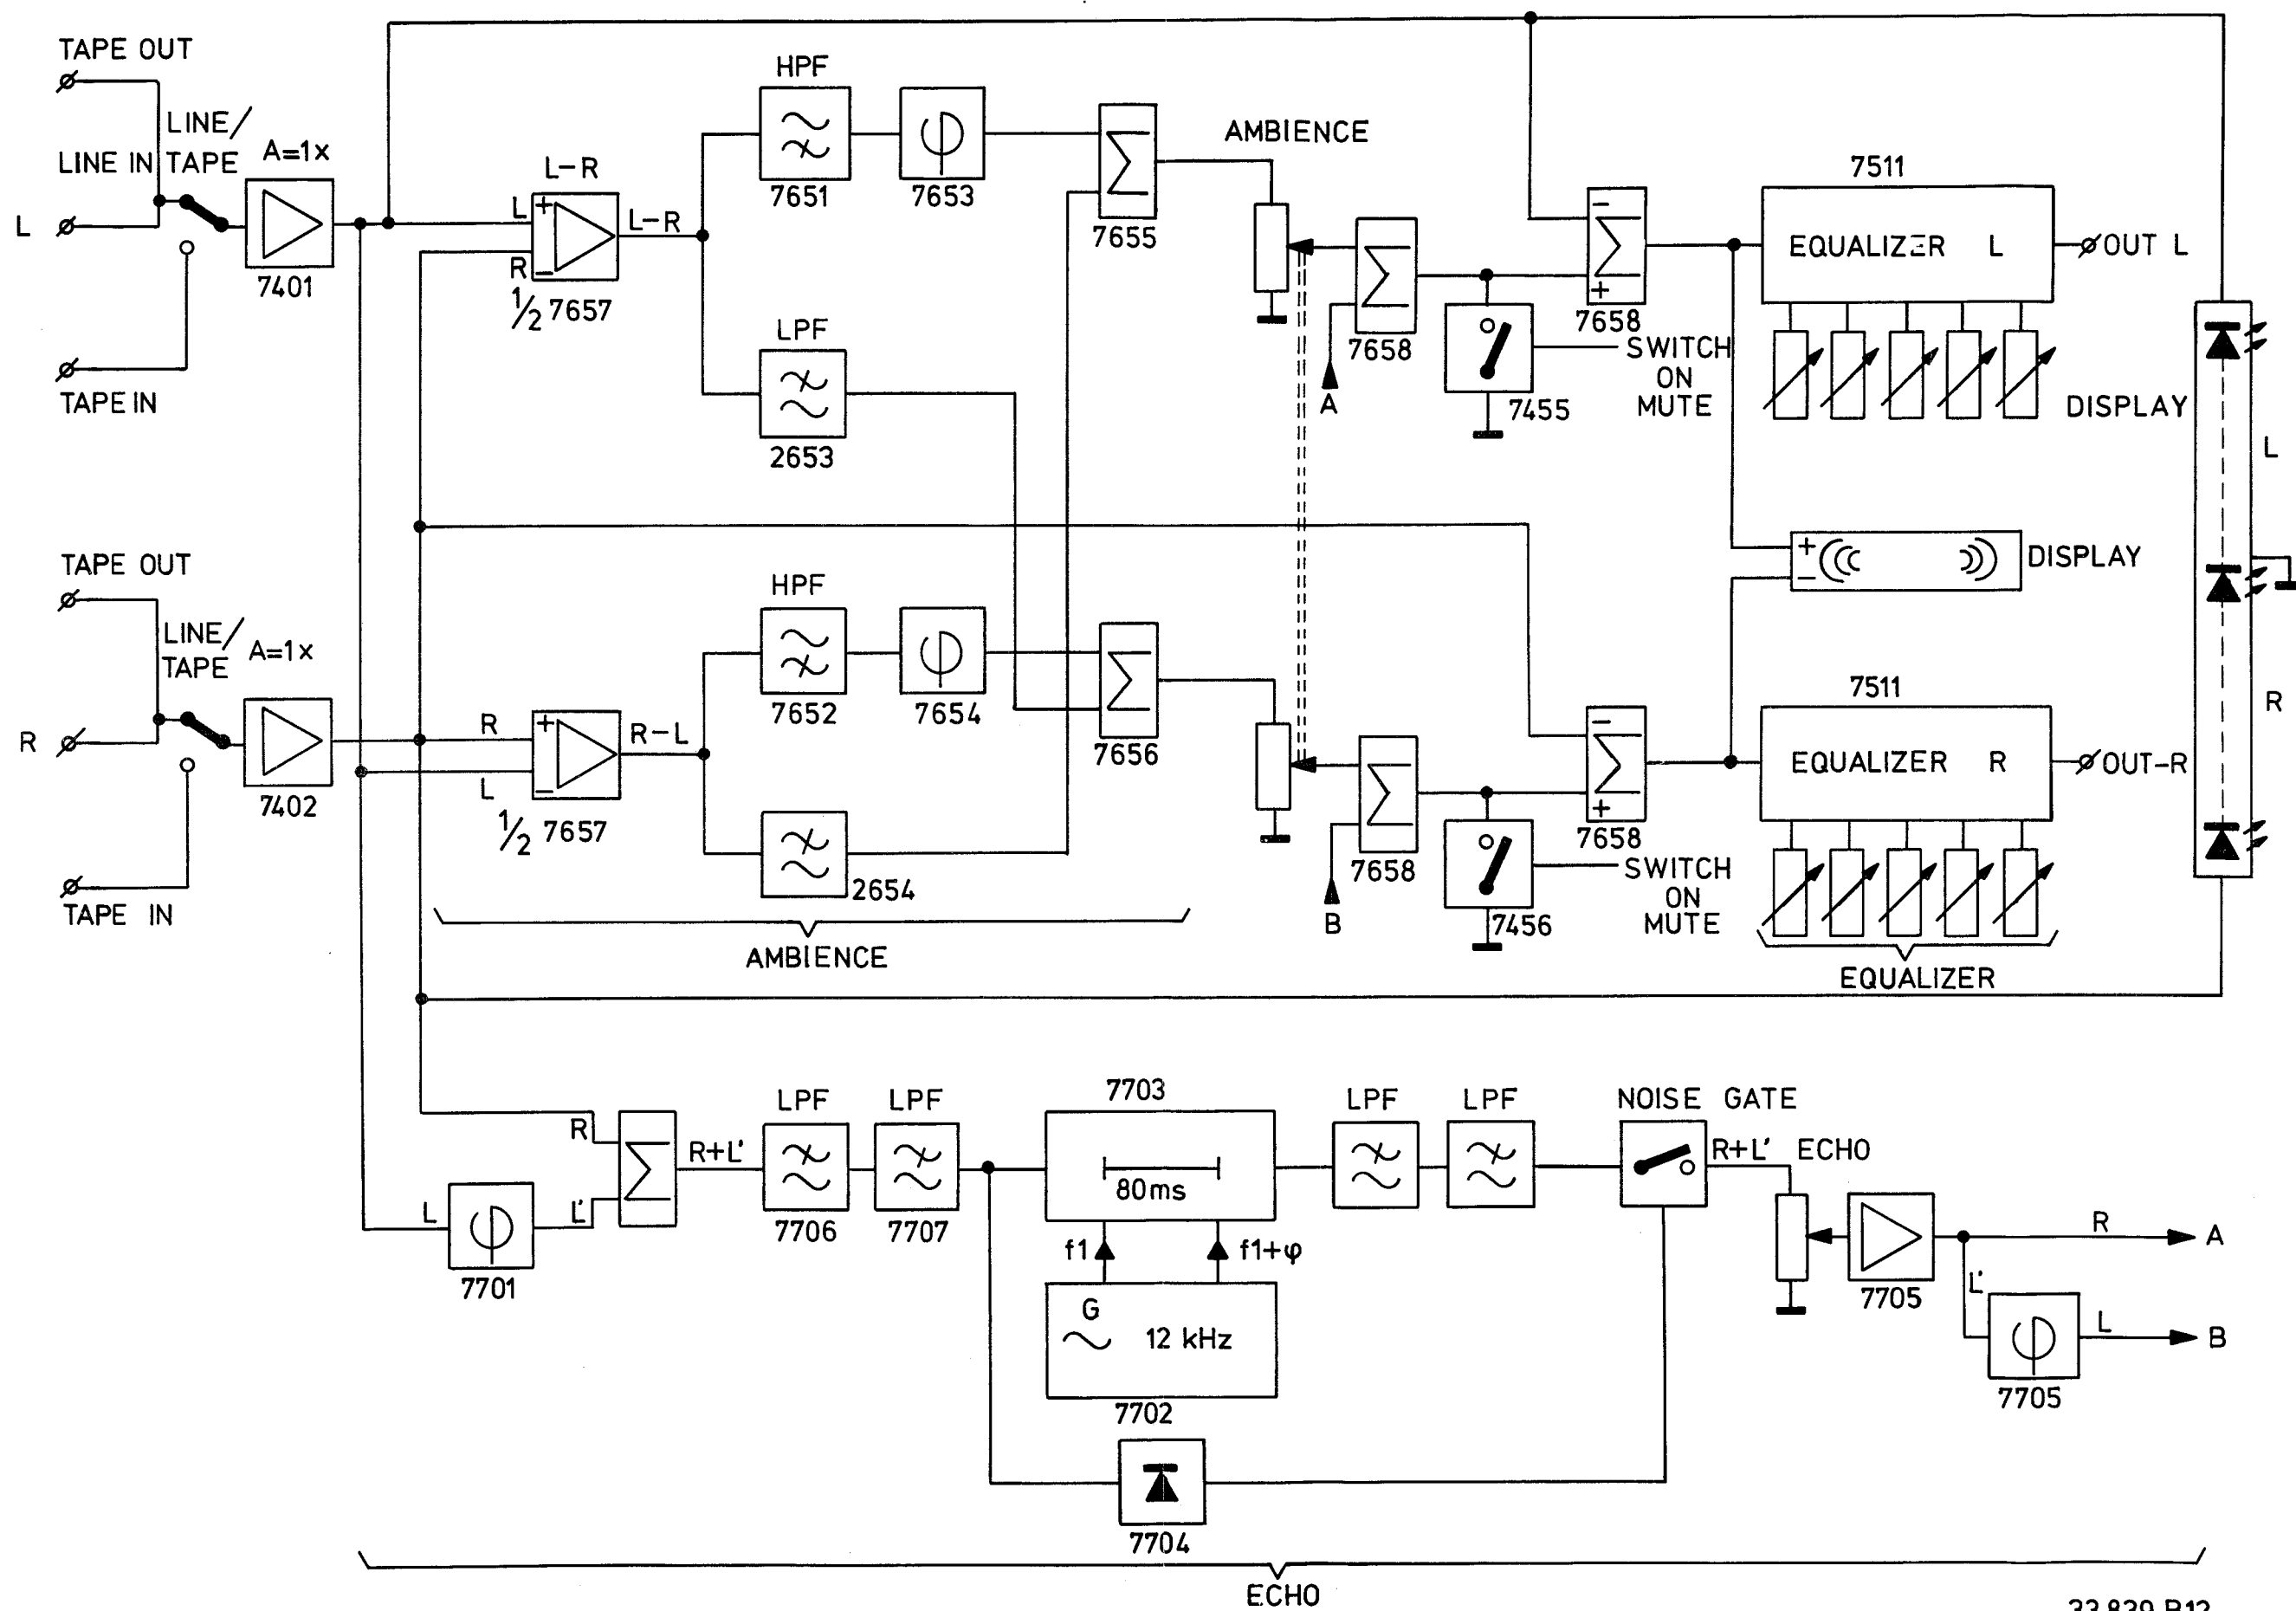 TAPE OUT
LINE/
LINE IN TAPE
A=1x
L
7401
TAPE IN
L-R
L
+
R
-
1/2 7657
L-R
HPF
7651
φ
7653
LPF
2653
Σ
7655
AMBIENCE
Σ
7658
A
-
Σ
+
7658
SWITCH
ON
MUTE
7455
7511
EQUALIZER L
OUT L
DISPLAY
L
R
+
-
DISPLAY
TAPE OUT
LINE/
TAPE
A=1x
R
7402
TAPE IN
R
+
L
-
1/2 7657
R-L
HPF
7652
φ
7654
2654
Σ
7656
Σ
7658
B
-
Σ
+
7658
SWITCH
ON
MUTE
7456
7511
EQUALIZER R
OUT-R
EQUALIZER
AMBIENCE
R
L
φ
7701
L'
Σ
R+L'
LPF
7706
LPF
7707
7703
80ms
f1
f1+φ
G
12 kHz
7702
7704
LPF
LPF
NOISE GATE
R+L'
ECHO
7705
R
A
L'
φ
7705
L
B
ECHO